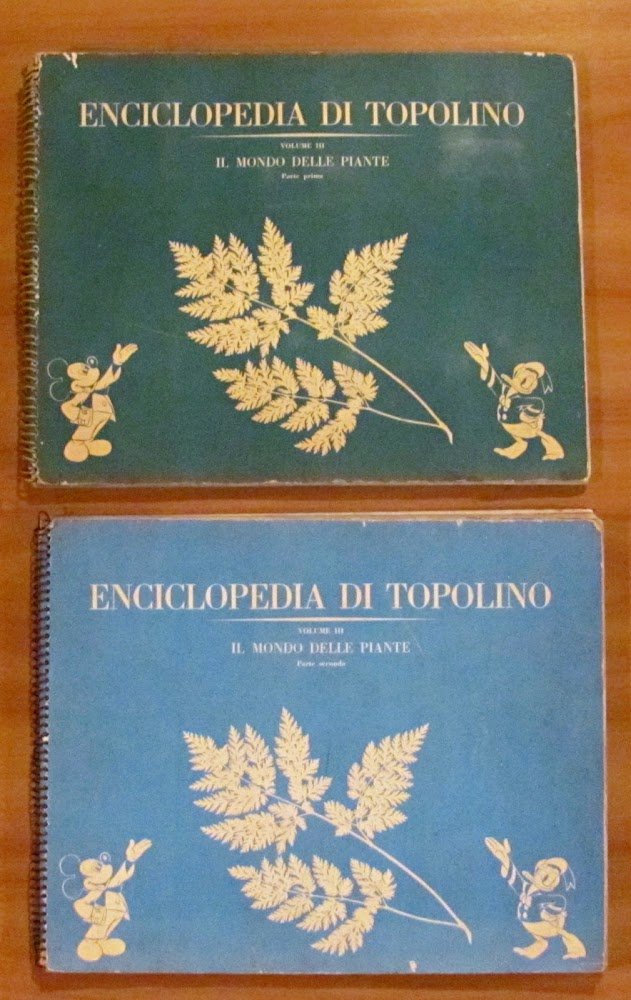 ENCICLOPEDIA DI TOPOLINO
VOLUME III
IL MONDO DELLE PIANTE
Parte prima
ENCICLOPEDIA DI TOPOLINO
VOLUME III
IL MONDO DELLE PIANTE
Parte seconda